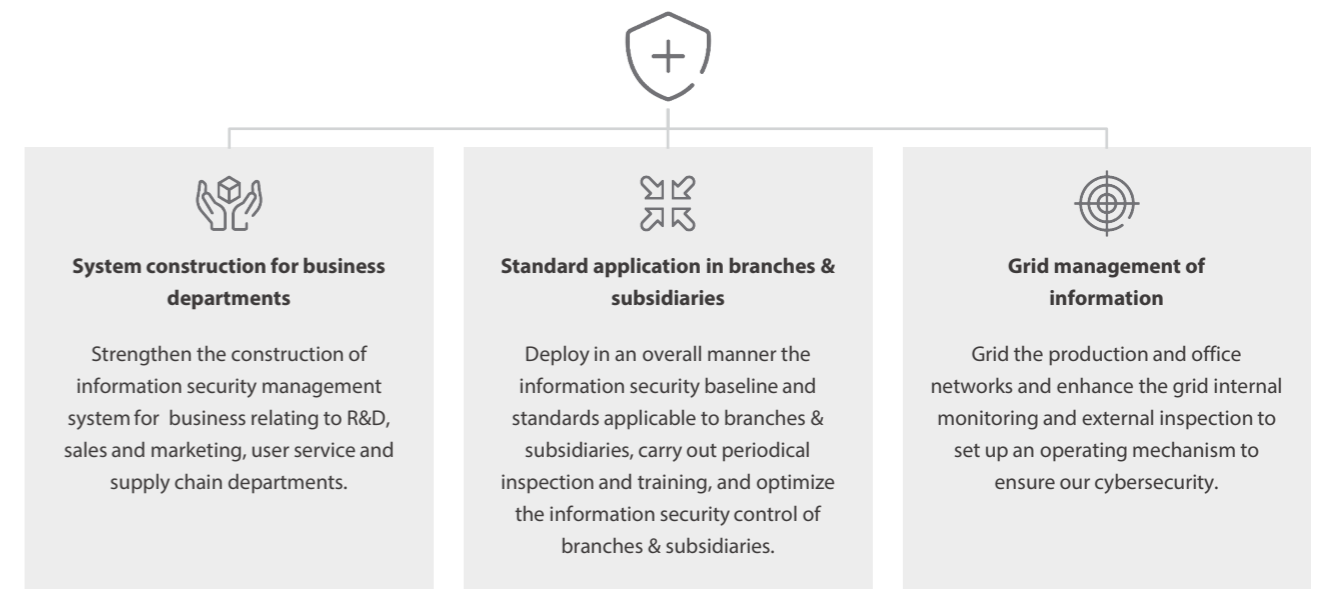 System construction for business
departments
Strengthen the construction of
information security management
system for business relating to R&D,
sales and marketing, user service and
supply chain departments.
Standard application in branches &
subsidiaries
Deploy in an overall manner the
information security baseline and
standards applicable to branches &
subsidiaries, carry out periodical
inspection and training, and optimize
the information security control of
branches & subsidiaries.
Grid management of
information
Grid the production and office
networks and enhance the grid internal
monitoring and external inspection to
set up an operating mechanism to
ensure our cybersecurity.